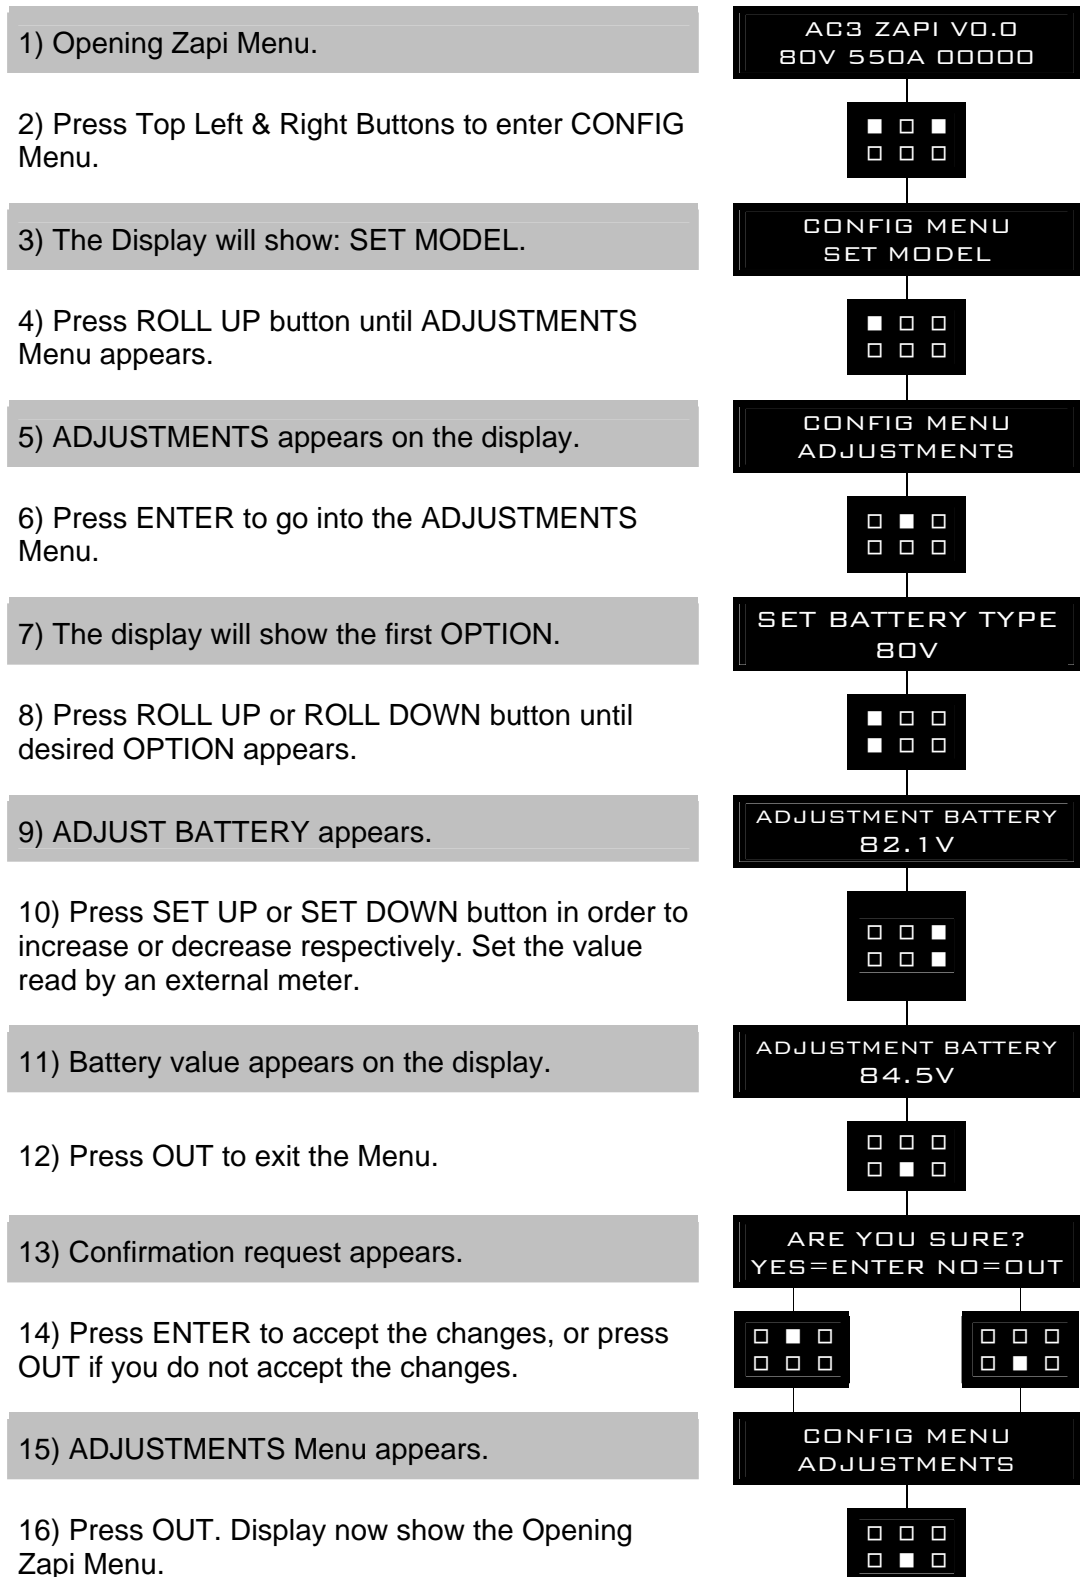 1) Opening Zapi Menu.
AC3 ZAPI V0.0
80V 550A 00000
2) Press Top Left & Right Buttons to enter CONFIG
Menu.
3) The Display will show: SET MODEL.
CONFIG MENU
SET MODEL
4) Press ROLL UP button until ADJUSTMENTS
Menu appears.
5) ADJUSTMENTS appears on the display.
CONFIG MENU
ADJUSTMENTS
6) Press ENTER to go into the ADJUSTMENTS
Menu.
7) The display will show the first OPTION.
SET BATTERY TYPE
80V
8) Press ROLL UP or ROLL DOWN button until
desired OPTION appears.
9) ADJUST BATTERY appears.
ADJUSTMENT BATTERY
82.1V
10) Press SET UP or SET DOWN button in order to
increase or decrease respectively. Set the value
read by an external meter.
11) Battery value appears on the display.
ADJUSTMENT BATTERY
84.5V
12) Press OUT to exit the Menu.
13) Confirmation request appears.
ARE YOU SURE?
YES=ENTER NO=OUT
14) Press ENTER to accept the changes, or press
OUT if you do not accept the changes.
15) ADJUSTMENTS Menu appears.
CONFIG MENU
ADJUSTMENTS
16) Press OUT. Display now show the Opening
Zapi Menu.